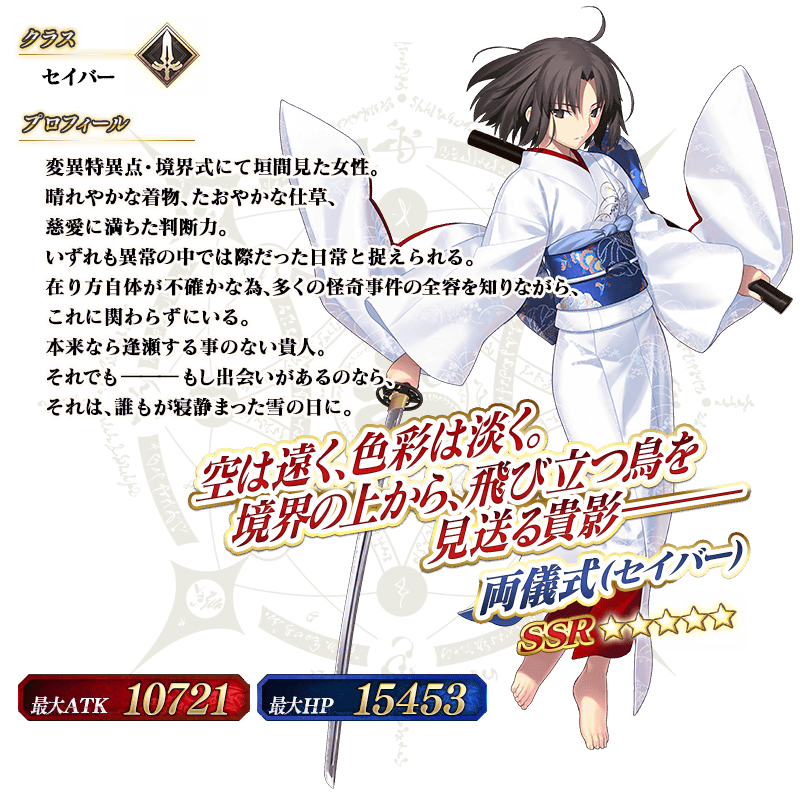 クラス
セイバー
プロフィール
変異特異点・境界式にて垣間見た女性。
晴れやかな着物、たおやかな仕草、
慈愛に満ちた判断力。
いずれも異常の中では際だった日常と捉えられる。
在り方自体が不確かな為、多くの怪奇事件の全容を知りながら、
これに関わらずにいる。
本来なら逢瀬する事のない貴人。
それでも―――もし出会いがあるのなら、
それは、誰もが寝静まった雪の日に。
空は遠く、色彩は淡く。
境界の上から、飛び立つ鳥を
見送る貴影―――
両儀式(セイバー)
SSR ★★★★★
最大ATK 10721
最大HP 15453